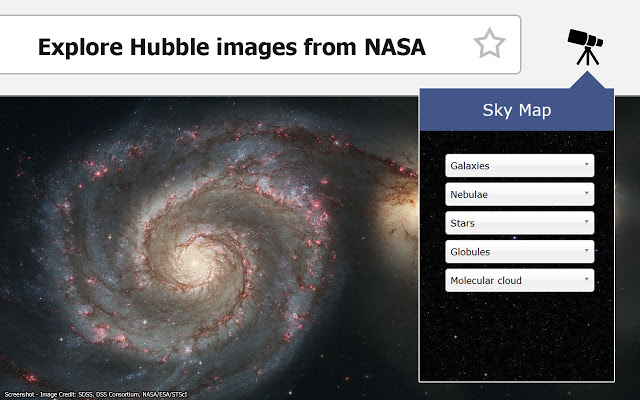 Explore Hubble images from NASA
Sky Map
Galaxies
Nebulae
Stars
Globules
Molecular cloud
Screenshot - Image Credit: SDSS, DSS Consortium, NASA/ESA/STScI